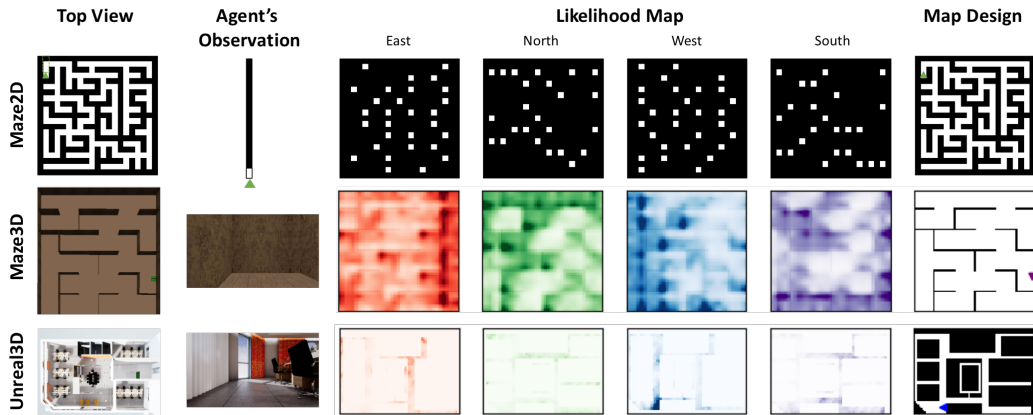 Top View
Agent's
Observation
Likelihood Map
Map Design
East
North
West
South
Maze2D
Maze3D
Unreal3D